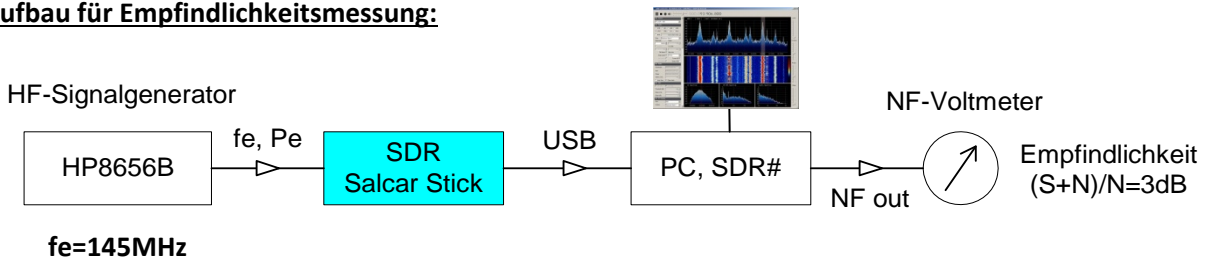 ufbau für Empfindlichkeitsmessung:
HF-Signalgenerator
NF-Voltmeter
HP8656B
fe, Pe
SDR
Salcar Stick
USB
PC, SDR#
NF out
Empfindlichkeit
(S+N)/N=3dB
fe=145MHz